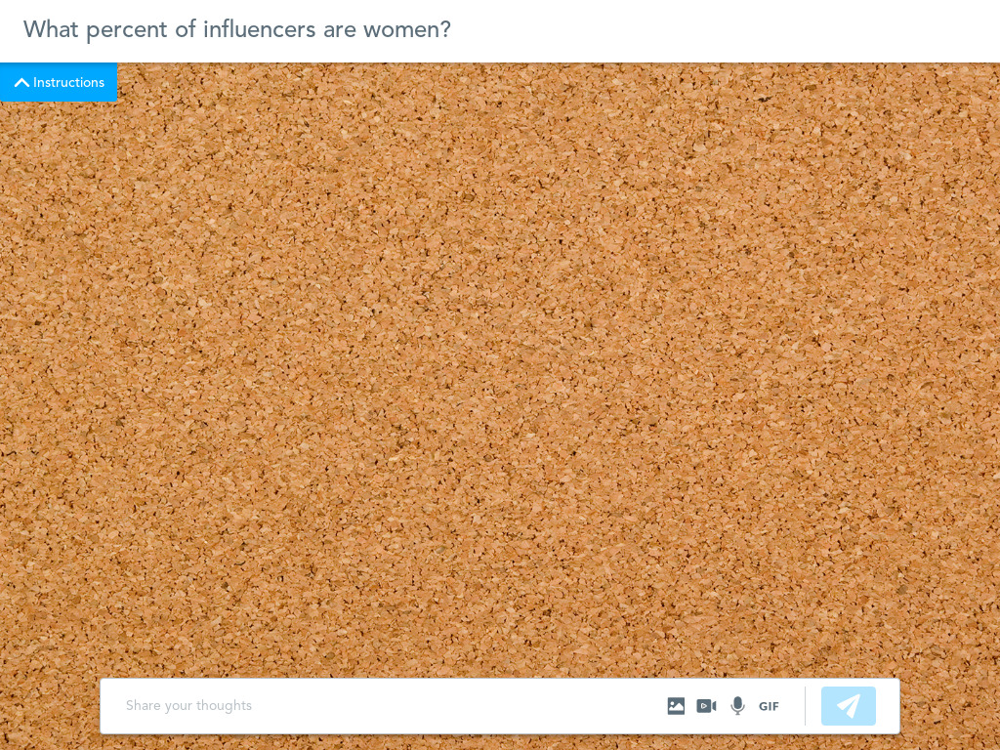 What percent of influencers are women?
Instructions
Share your thoughts
GIF